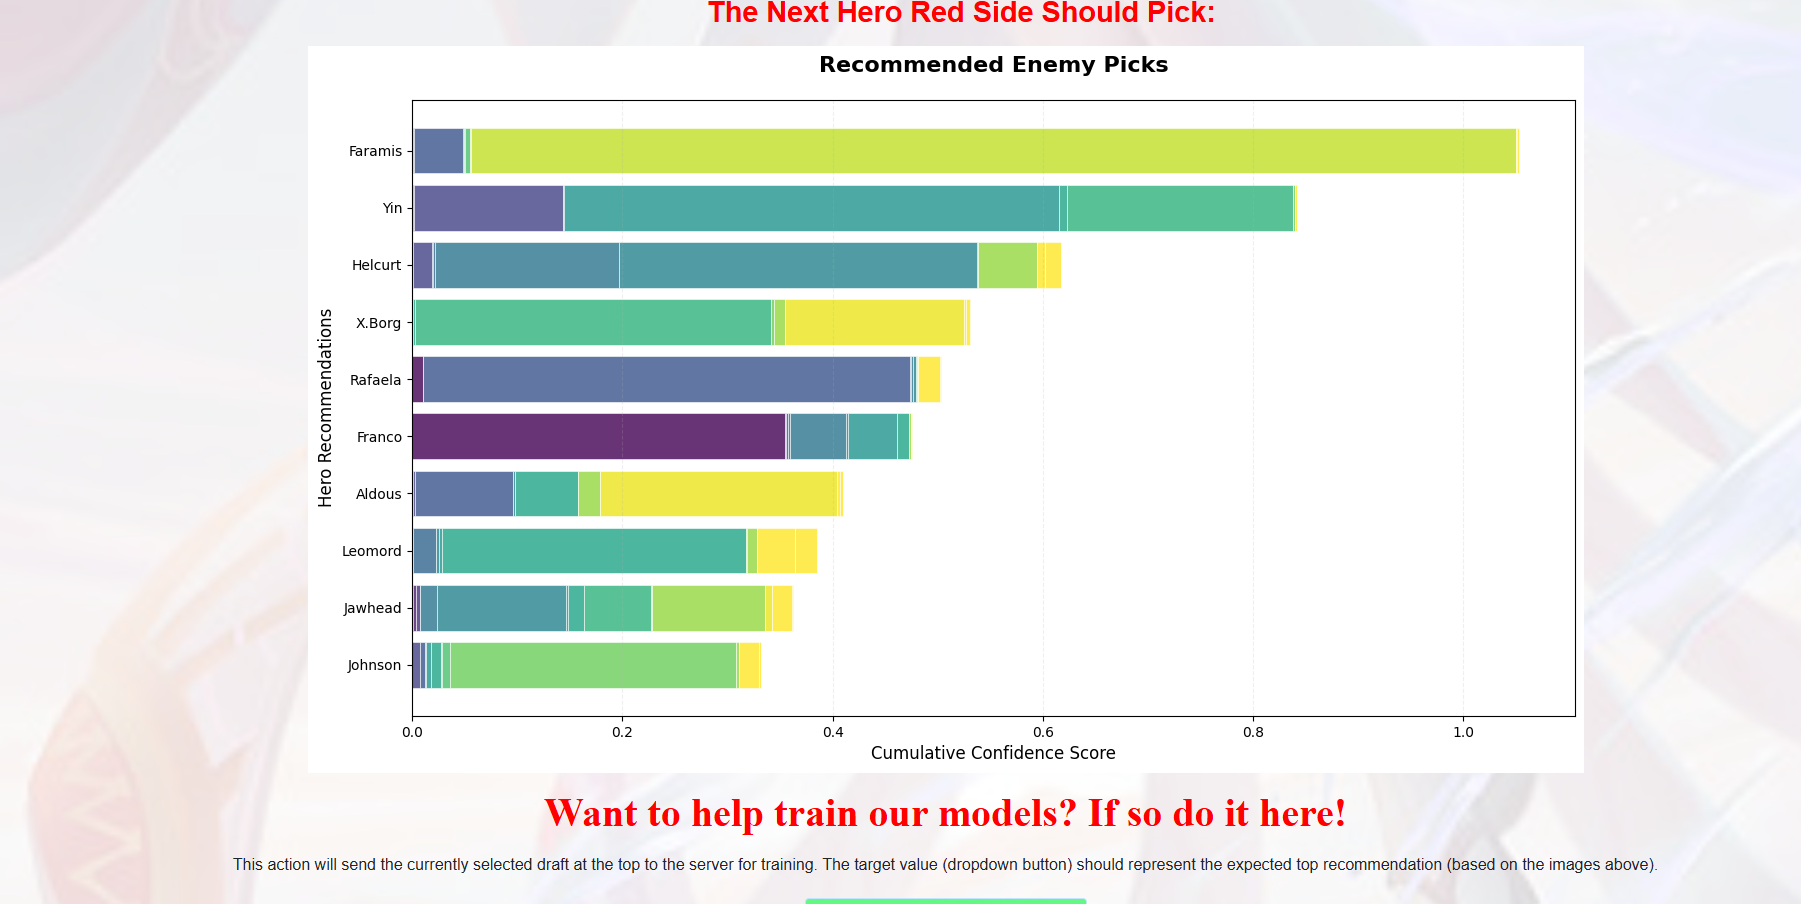 The Next Hero Red Side Should Pick:
Recommended Enemy Picks
Hero Recommendations
Faramis
Yin
Helcurt
X.Borg
Rafaela
Franco
Aldous
Leomord
Jawhead
Johnson
0.0 0.2 0.4 0.6 0.8 1.0
Cumulative Confidence Score
Want to help train our models? If so do it here!
This action will send the currently selected draft at the top to the server for training. The target value (dropdown button) should represent the expected top recommendation (based on the images above).